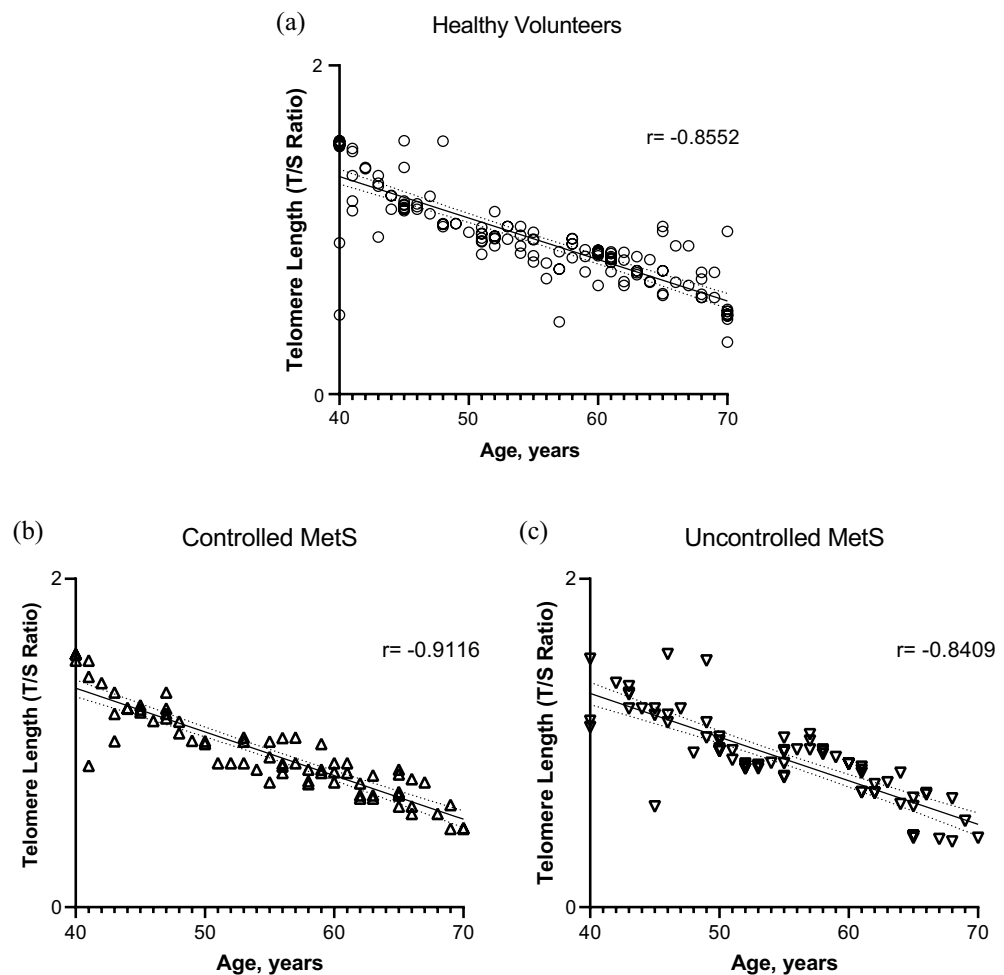 (a)
Healthy Volunteers
2
r= -0.8552
Telomere Length (T/S Ratio)
0
40 50 60 70
Age, years
(b)
Controlled MetS
2
r= -0.9116
Telomere Length (T/S Ratio)
0
40 50 60 70
Age, years
(c)
Uncontrolled MetS
2
r= -0.8409
Telomere Length (T/S Ratio)
0
40 50 60 70
Age, years